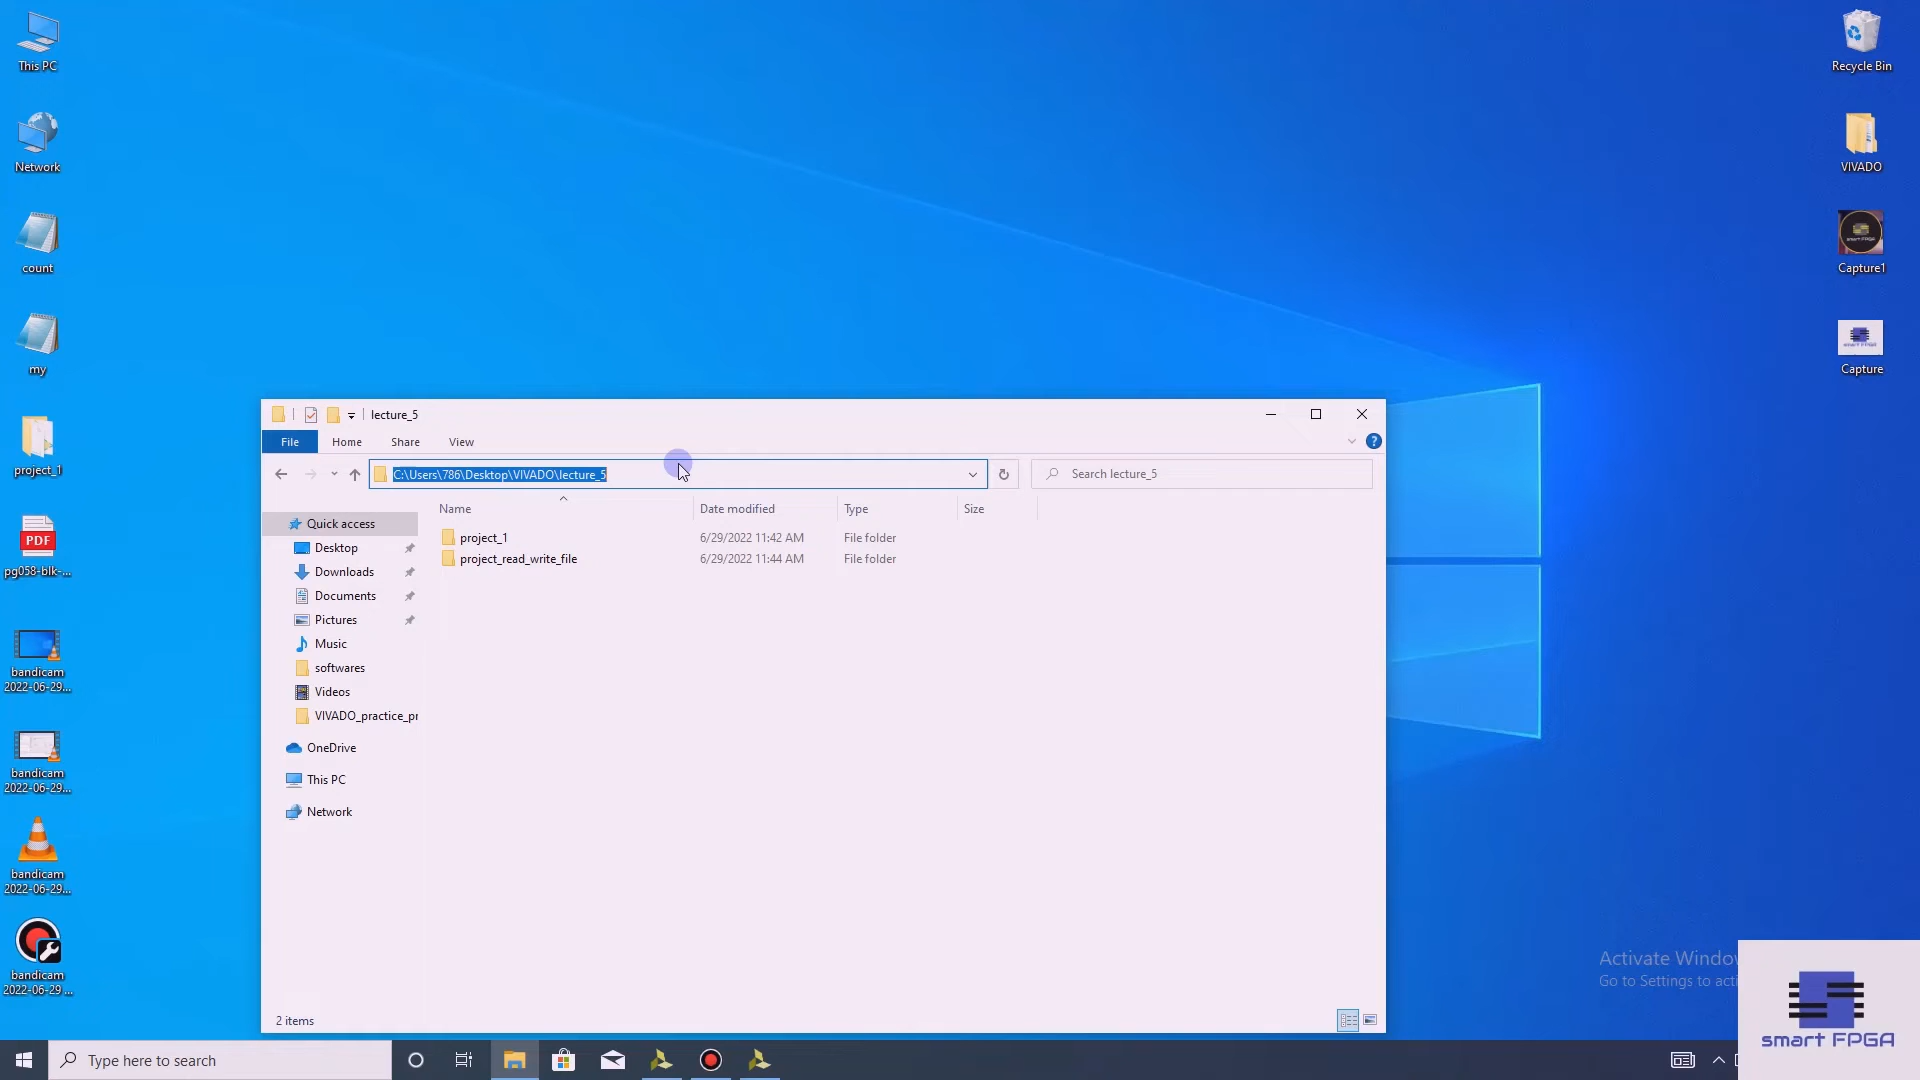 This PC
Network
count
my
project_1
PDF
pg058-blk-...
bandicam
2022-06-29...
bandicam
2022-06-29...
bandicam
2022-06-29...
bandicam
2022-06-29 ...
Recycle Bin
VIVADO
Capture1
Capture
lecture_5
File Home Share View
C:\Users\786\Desktop\VIVADO\lecture_5
Search lecture_5
Name Date modified Type Size
project_1 6/29/2022 11:42 AM File folder
project_read_write_file 6/29/2022 11:44 AM File folder
Quick access
Desktop
Downloads
Documents
Pictures
Music
softwares
Videos
VIVADO_practice_pr
OneDrive
This PC
Network
2 items
Activate Windo
Go to Settings to acti
smart FPGA
Type here to search